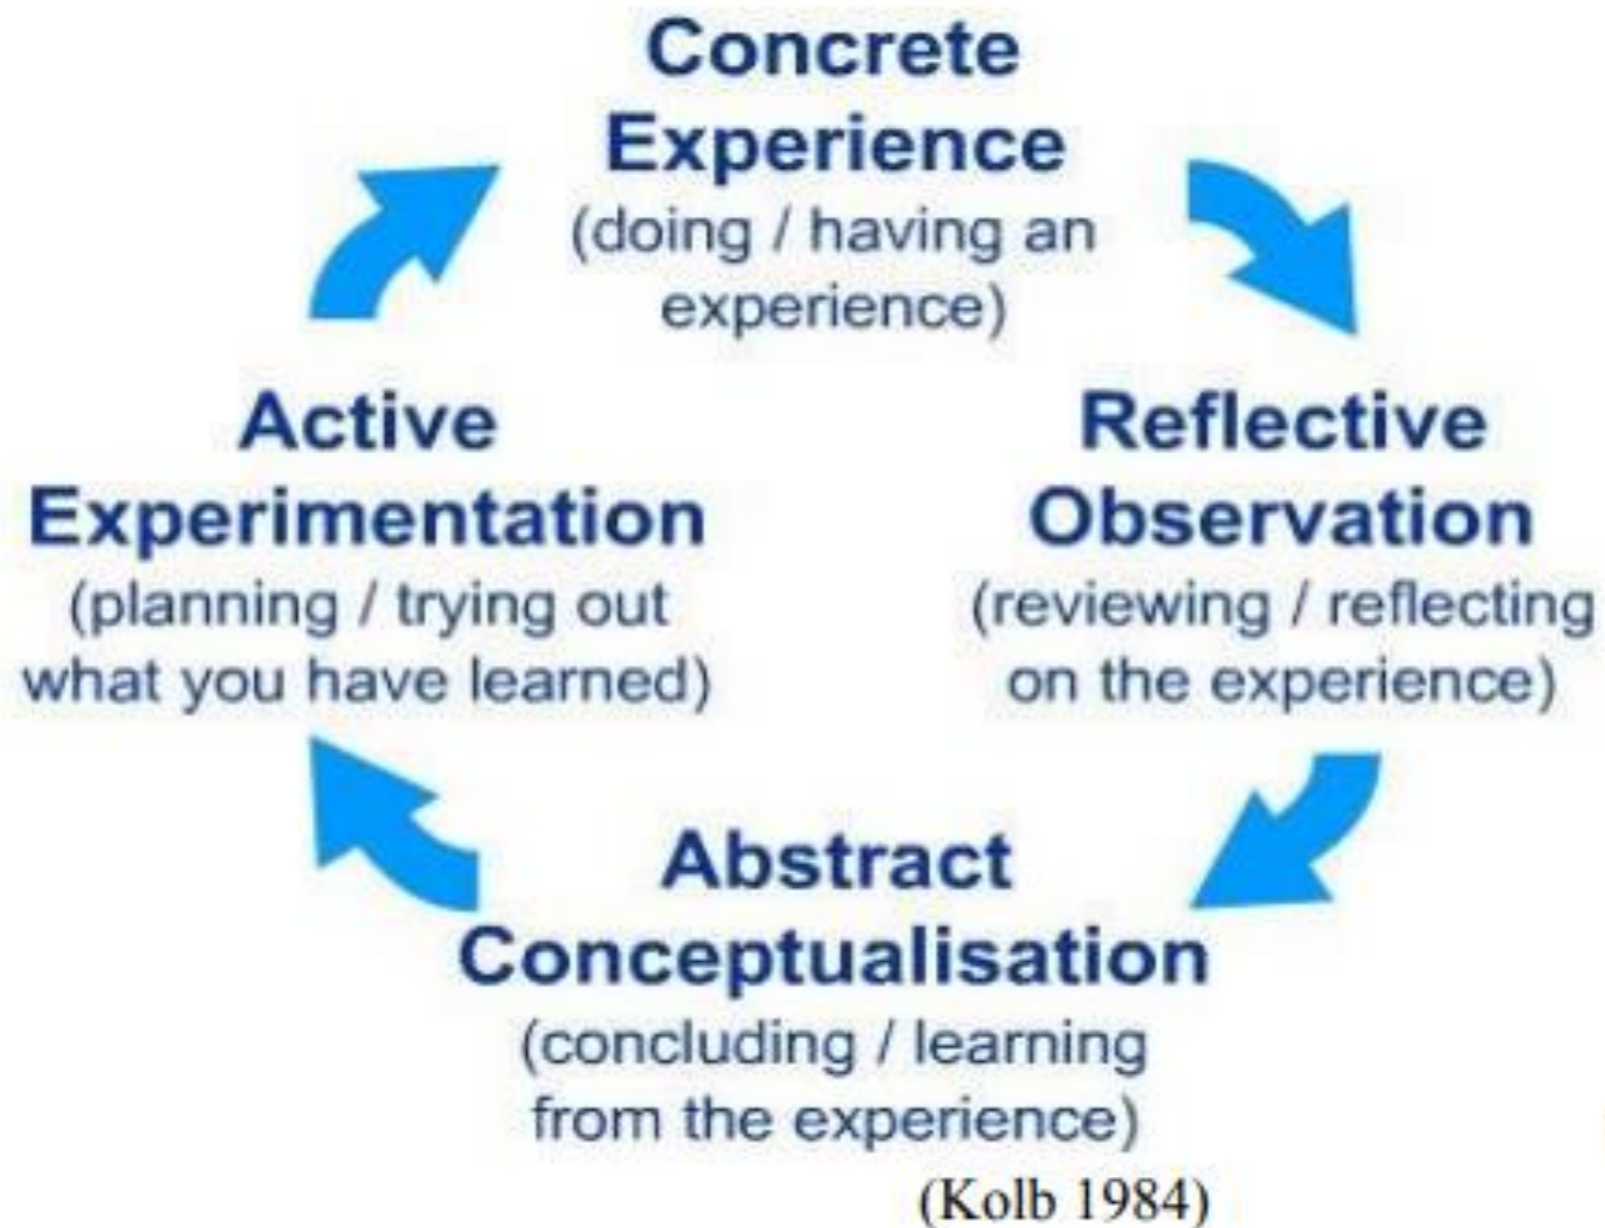 Concrete
Experience
(doing / having an
experience)
Reflective
Observation
(reviewing / reflecting
on the experience)
Abstract
Conceptualisation
(concluding / learning
from the experience)
Active
Experimentation
(planning / trying out
what you have learned)
(Kolb 1984)